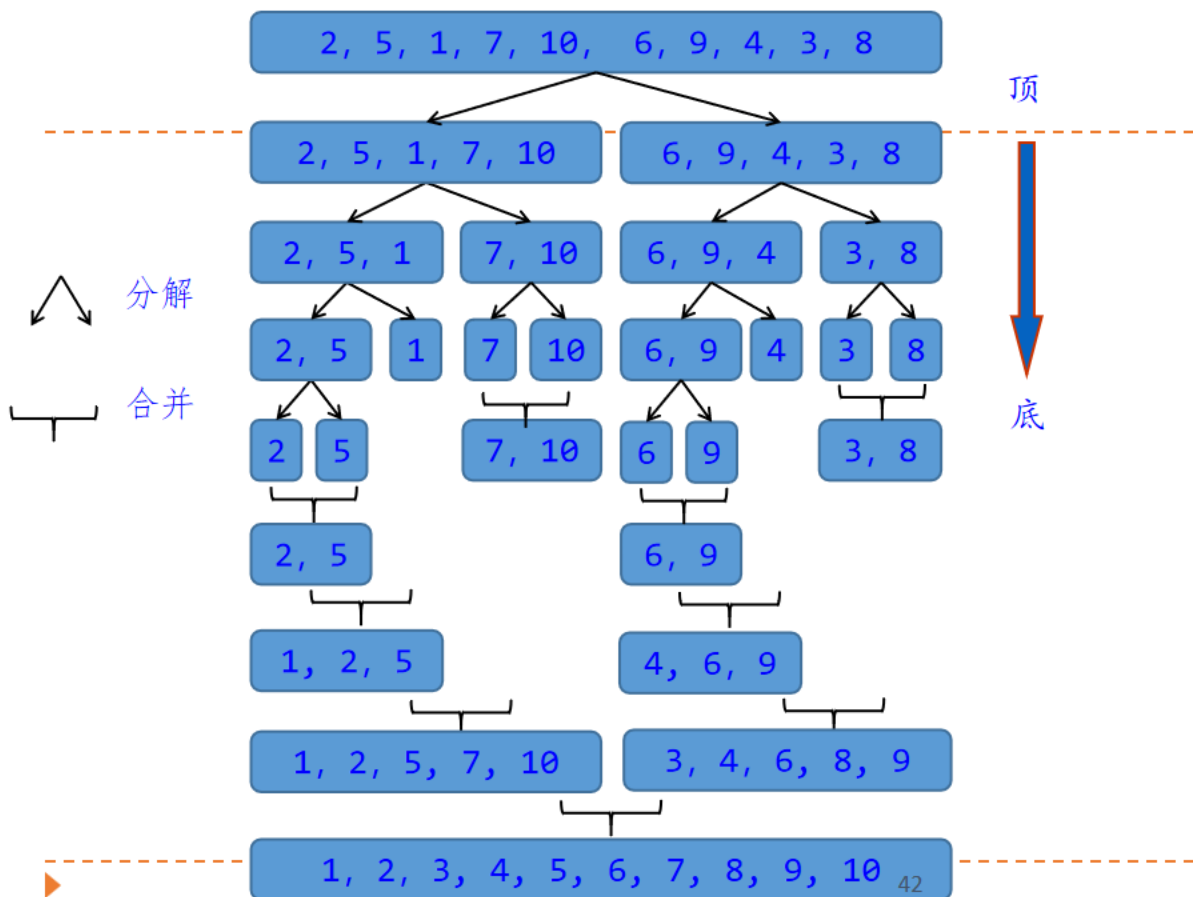 2, 5, 1, 7, 10, 6, 9, 4, 3, 8
顶
2, 5, 1, 7, 10
6, 9, 4, 3, 8
2, 5, 1
7, 10
6, 9, 4
3, 8
分解
2, 5
1
7
10
6, 9
4
3
8
合并
底
2
5
7, 10
6
9
3, 8
2, 5
6, 9
1, 2, 5
4, 6, 9
1, 2, 5, 7, 10
3, 4, 6, 8, 9
1, 2, 3, 4, 5, 6, 7, 8, 9, 10
42